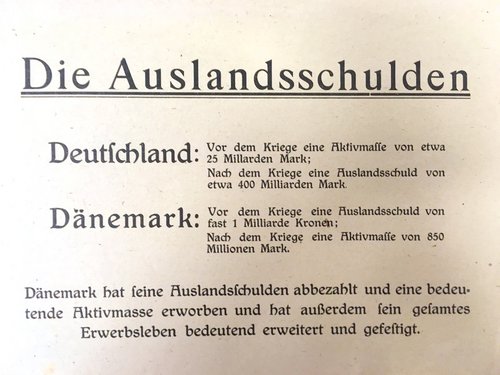 Die Auslandsschulden
Deutſchland: Vor dem Kriege eine Aktivmaſſe von etwa
25 Millarden Mark;
Nach dem Kriege eine Auslandsſchuld von
etwa 400 Milliarden Mark.
Dänemark: Vor dem Kriege eine Auslandsſchuld von
faſt 1 Milliarde Kronen;
Nach dem Kriege eine Aktivmaſſe von 850
Millionen Mark.
Dänemark hat ſeine Auslandsſchulden abbezahlt und eine bedeu-
tende Aktivmasse erworben und hat außerdem ſein geſamtes
Erwerbsleben bedeutend erweitert und gefeſtigt.